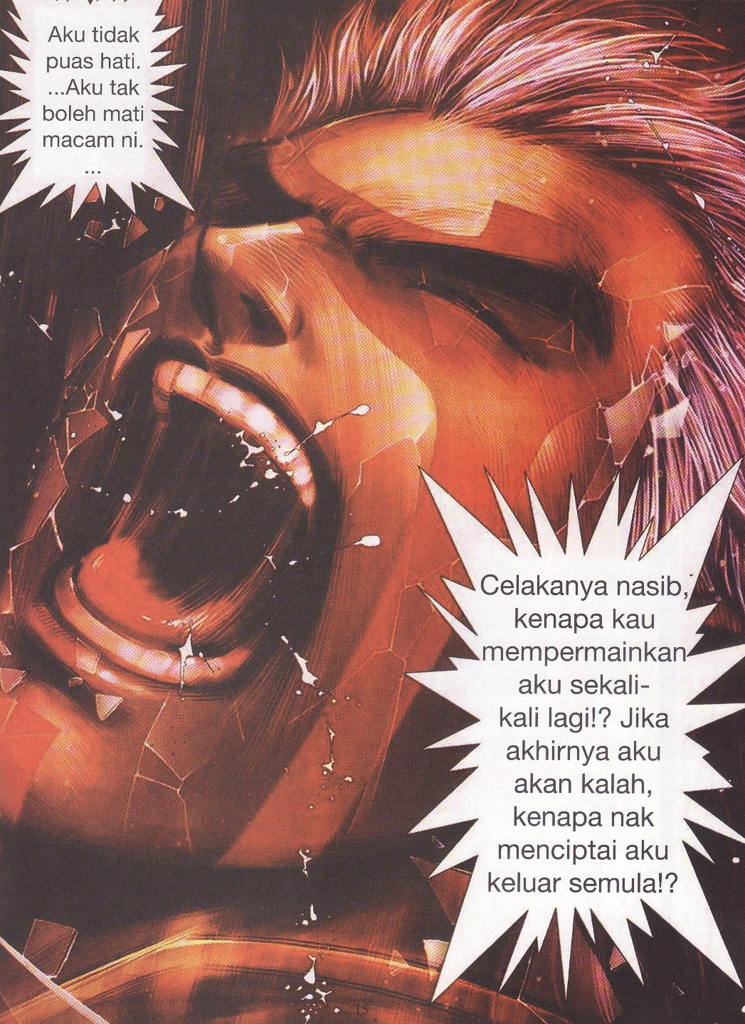 Aku tidak
puas hati.
...Aku tak
boleh mati
macam ni.
...
Celakanya nasib,
kenapa kau
mempermainkan
aku sekali-
kali lagi!? Jika
akhirnya aku
akan kalah,
kenapa nak
menciptai aku
keluar semula!?
15